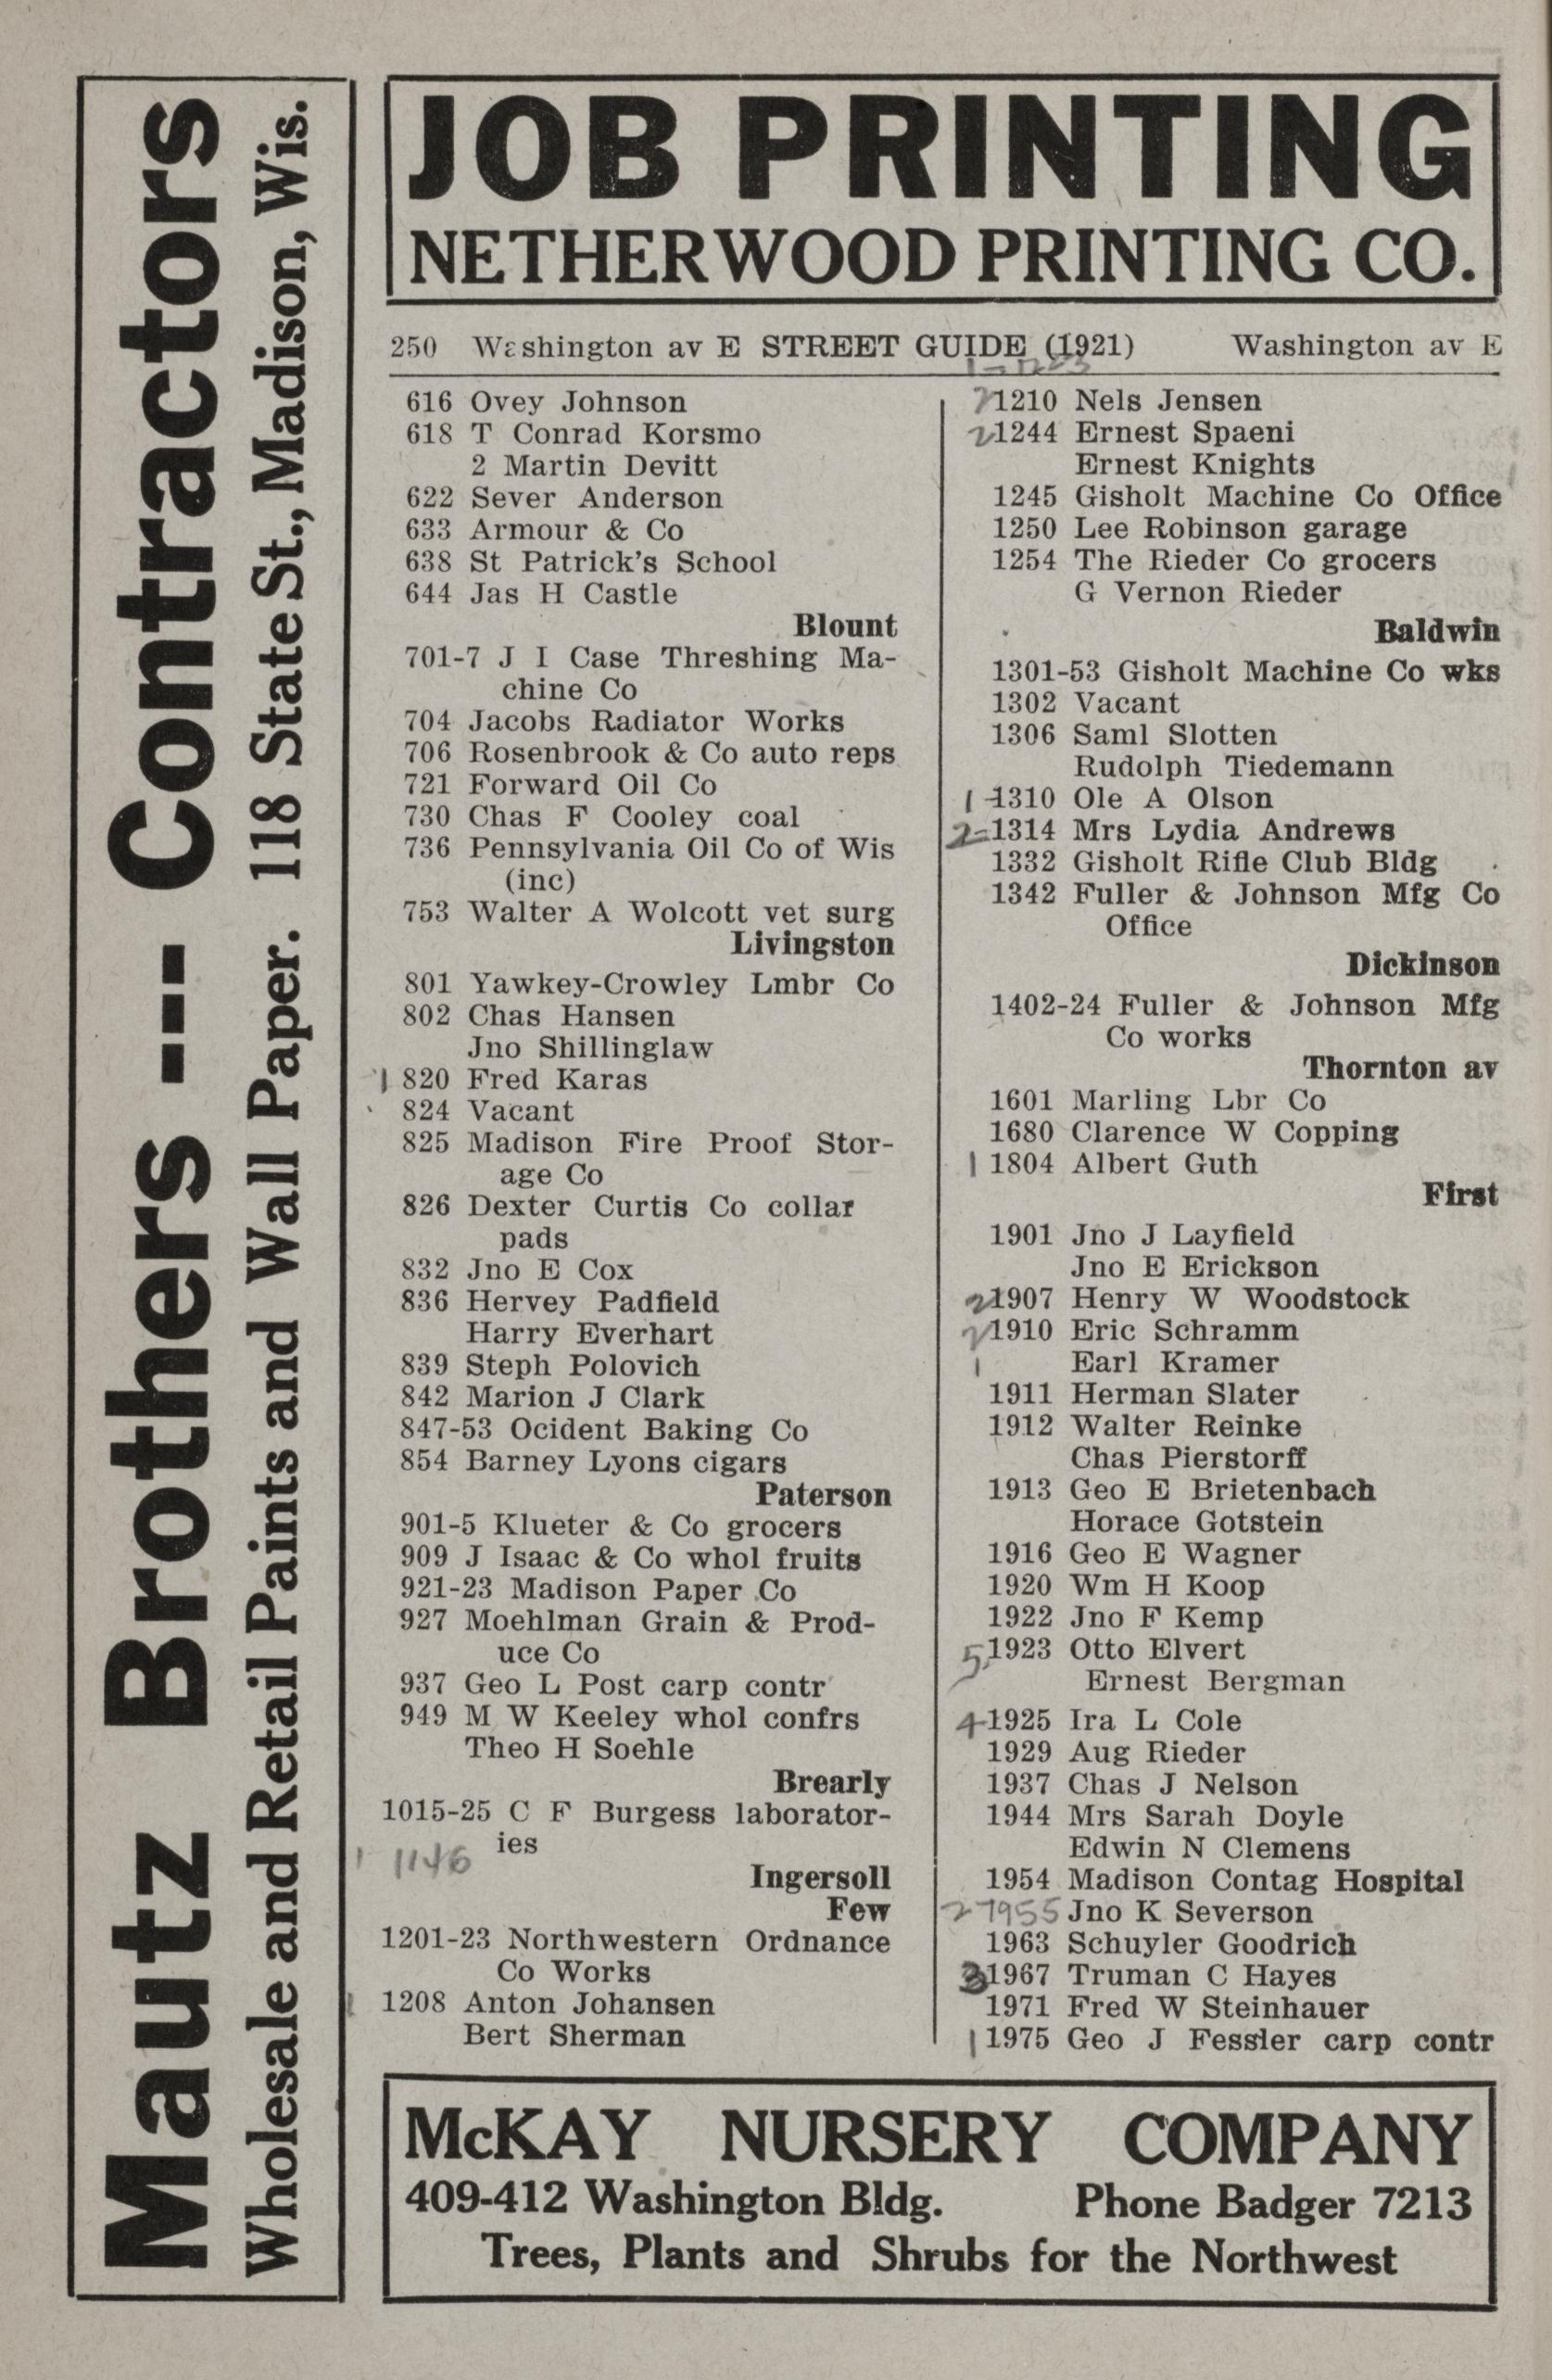 Mautz Brothers --- Contractors
Wholesale and Retail Paints and Wall Paper. 118 State St., Madison, Wis.
JOB PRINTING
NETHERWOOD PRINTING CO.
250 Washington av E STREET GUIDE (1921) Washington av E
616 Ovey Johnson
618 T Conrad Korsmo
2 Martin Devitt
622 Sever Anderson
633 Armour & Co
638 St Patrick's School
644 Jas H Castle
Blount
701-7 J I Case Threshing Ma-
chine Co
704 Jacobs Radiator Works
706 Rosenbrook & Co auto reps
721 Forward Oil Co
730 Chas F Cooley coal
736 Pennsylvania Oil Co of Wis
(inc)
753 Walter A Wolcott vet surg
Livingston
801 Yawkey-Crowley Lmbr Co
802 Chas Hansen
Jno Shillinglaw
1 820 Fred Karas
824 Vacant
825 Madison Fire Proof Stor-
age Co
826 Dexter Curtis Co collar
pads
832 Jno E Cox
836 Hervey Padfield
Harry Everhart
839 Steph Polovich
842 Marion J Clark
847-53 Ocident Baking Co
854 Barney Lyons cigars
Paterson
901-5 Klueter & Co grocers
909 J Isaac & Co whol fruits
921-23 Madison Paper Co
927 Moehlman Grain & Prod-
uce Co
937 Geo L Post carp contr
949 M W Keeley whol confrs
Theo H Soehle
Brearly
1015-25 C F Burgess laborator-
ies
1 1146
Ingersoll
Few
1201-23 Northwestern Ordnance
Co Works
1 1208 Anton Johansen
Bert Sherman
1210 Nels Jensen
2 1244 Ernest Spaeni
Ernest Knights
1245 Gisholt Machine Co Office
1250 Lee Robinson garage
1254 The Rieder Co grocers
G Vernon Rieder
Baldwin
1301-53 Gisholt Machine Co wks
1302 Vacant
1306 Saml Slotten
Rudolph Tiedemann
1 1310 Ole A Olson
2 1314 Mrs Lydia Andrews
1332 Gisholt Rifle Club Bldg
1342 Fuller & Johnson Mfg Co
Office
Dickinson
1402-24 Fuller & Johnson Mfg
Co works
Thornton av
1601 Marling Lbr Co
1680 Clarence W Copping
1 1804 Albert Guth
First
1901 Jno J Layfield
Jno E Erickson
2 1907 Henry W Woodstock
2 1910 Eric Schramm
1 Earl Kramer
1911 Herman Slater
1912 Walter Reinke
Chas Pierstorff
1913 Geo E Brietenbach
Horace Gotstein
1916 Geo E Wagner
1920 Wm H Koop
1922 Jno F Kemp
5 1923 Otto Elvert
Ernest Bergman
4 1925 Ira L Cole
1929 Aug Rieder
1937 Chas J Nelson
1944 Mrs Sarah Doyle
Edwin N Clemens
1954 Madison Contag Hospital
2 1955 Jno K Severson
1963 Schuyler Goodrich
3 1967 Truman C Hayes
1971 Fred W Steinhauer
1 1975 Geo J Fessler carp contr
McKAY NURSERY COMPANY
409-412 Washington Bldg. Phone Badger 7213
Trees, Plants and Shrubs for the Northwest